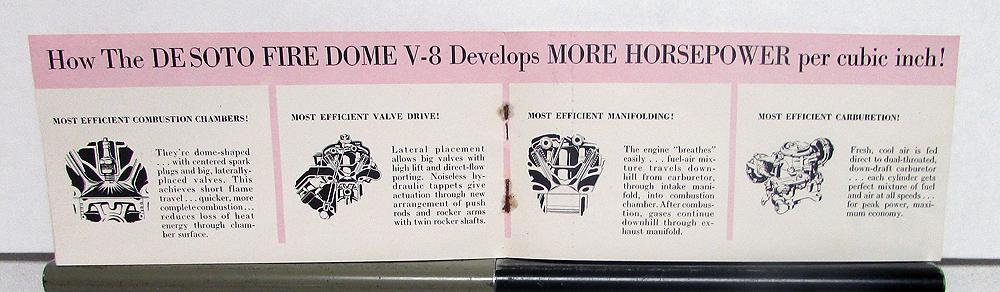 How The DE SOTO FIRE DOME V-8 Develops MORE HORSEPOWER per cubic inch!
MOST EFFICIENT COMBUSTION CHAMBERS!
They're dome-shaped
. . . with centered spark
plugs and big, laterally-
placed valves. This
achieves short flame
travel . . . quicker, more
complete combustion . . .
reduces loss of heat
energy through cham-
ber surface.
MOST EFFICIENT VALVE DRIVE!
Lateral placement
allows big valves with
high lift and direct-flow
porting. Noiseless hy-
draulic tappets give
actuation through new
arrangement of push
rods and rocker arms
with twin rocker shafts.
MOST EFFICIENT MANIFOLDING!
The engine "breathes"
easily . . . fuel-air mix-
ture travels down-
hill from carburetor,
through intake mani-
fold, into combustion
chamber. After combus-
tion, gases continue
downhill through ex-
haust manifold.
MOST EFFICIENT CARBURETION!
Fresh, cool air is fed
direct to dual-throated,
down-draft carburetor
. . . each cylinder gets
perfect mixture of fuel
and air at all speeds . . .
for peak power, maxi-
mum economy.